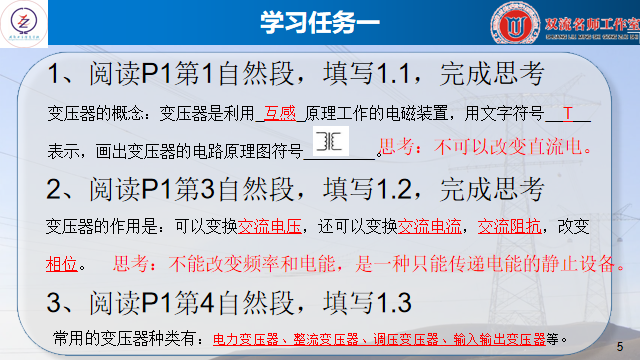 学习任务一
双流名师工作室
1、阅读P1第1自然段，填写1.1，完成思考
变压器的概念：变压器是利用 互感 原理工作的电磁装置，用文字符号 T
表示，画出变压器的电路原理图符号 。思考：不可以改变直流电。
2、阅读P1第3自然段，填写1.2，完成思考
变压器的作用是：可以变换交流电压，还可以变换交流电流，交流阻抗，改变
相位。 思考：不能改变频率和电能，是一种只能传递电能的静止设备。
3、阅读P1第4自然段，填写1.3
常用的变压器种类有：电力变压器、整流变压器、调压变压器、输入输出变压器等。
5